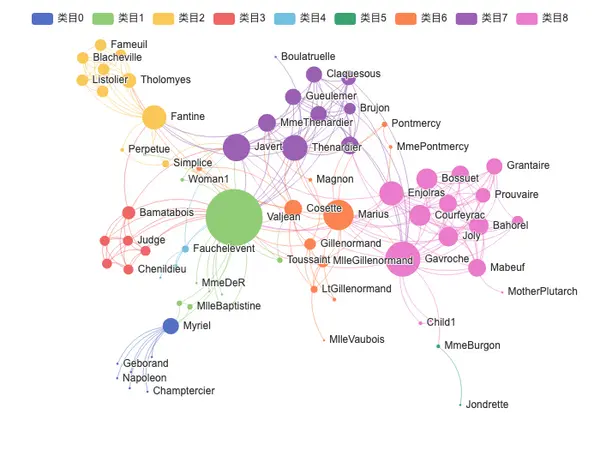 类目0 类目1 类目2 类目3 类目4 类目5 类目6 类目7 类目8
Fameuil
Blacheville
Listolier
Tholomyes
Fantine
Perpetue
Simplice
Woman1
Boulatruelle
Claquesous
Gueulemer
Brujon
MmeThenardier
Pontmercy
Javert
Thenardier
MmePontmercy
Magnon
Grantaire
Bossuet
Enjolras
Prouvaire
Bamatabois
Valjean
Cosette
Marius
Courfeyrac
Bahorel
Joly
Judge
Fauchelevent
Gillenormand
Toussaint
MlleGillenormand
Gavroche
Mabeuf
Chenildieu
MmeDeR
LtGillenormand
MotherPlutarch
MlleBaptistine
Myriel
Child1
MlleVaubois
MmeBurgon
Geborand
Napoleon
Champtercier
Jondrette